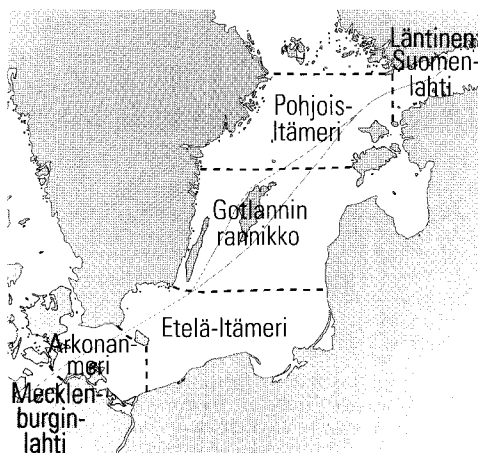 Läntinen
Suomen-
lahti
Pohjois-
Itämeri
Gotlannin
rannikko
Etelä-Itämeri
Arkonan-
meri
Mecklen-
burgin-
lahti